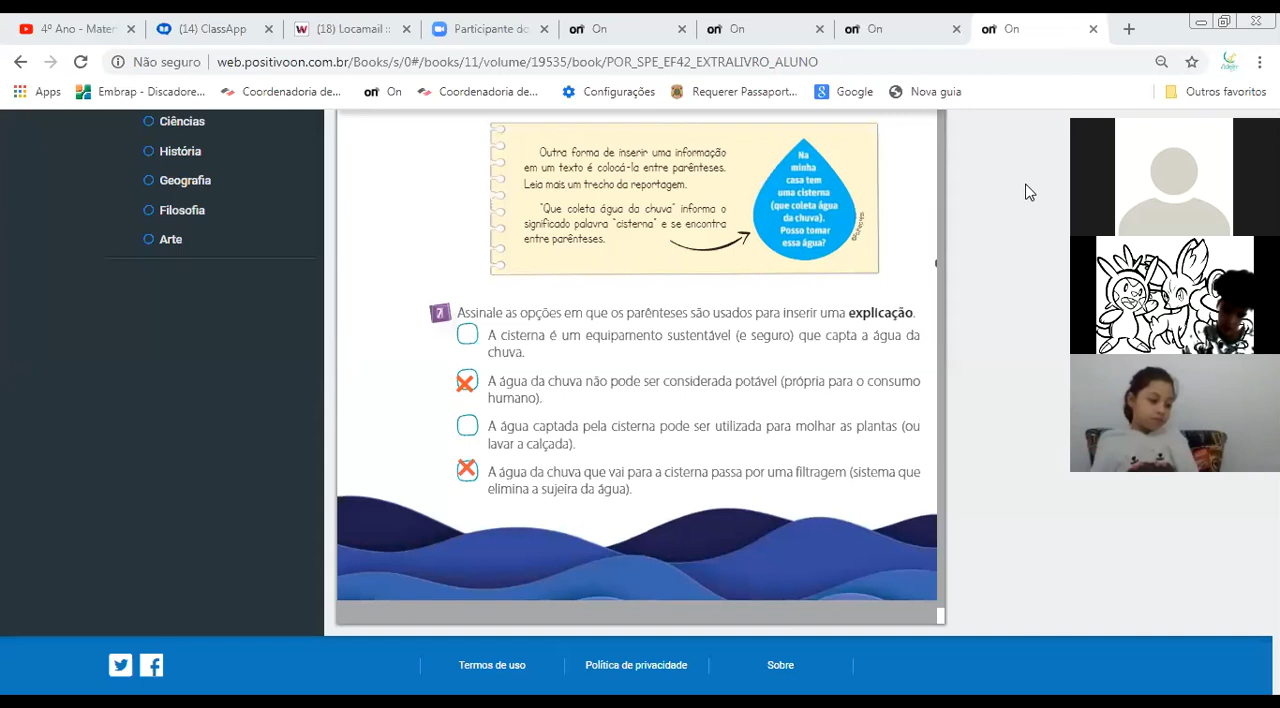 4º Ano - Mater
(14) ClassApp
(18) Locamail ::
Participante do
On
On
On
On
Não seguro
web.positivoon.com.br/Books/s/0#/books/11/volume/19535/book/POR_SPE_EF42_EXTRALIVRO_ALUNO
Apps
Embrap - Discadore...
Coordenadoria de...
On
Coordenadoria de...
Configurações
Requerer Passaport...
Google
Nova guia
Outros favoritos
Ciências
História
Geografia
Filosofia
Arte
Outra forma de inserir uma informação
em um texto é colocá-la entre parênteses.
Leia mais um trecho da reportagem.
"Que coleta água da chuva" informa o
significado palavra "cisterna" e se encontra
entre parênteses.
Na
minha
casa tem
uma cisterna
(que coleta água
da chuva).
Posso tomar
essa água?
7 Assinale as opções em que os parênteses são usados para inserir uma explicação.
A cisterna é um equipamento sustentável (e seguro) que capta a água da
chuva.
A água da chuva não pode ser considerada potável (própria para o consumo
humano).
A água captada pela cisterna pode ser utilizada para molhar as plantas (ou
lavar a calçada).
A água da chuva que vai para a cisterna passa por uma filtragem (sistema que
elimina a sujeira da água).
Termos de uso
Política de privacidade
Sobre